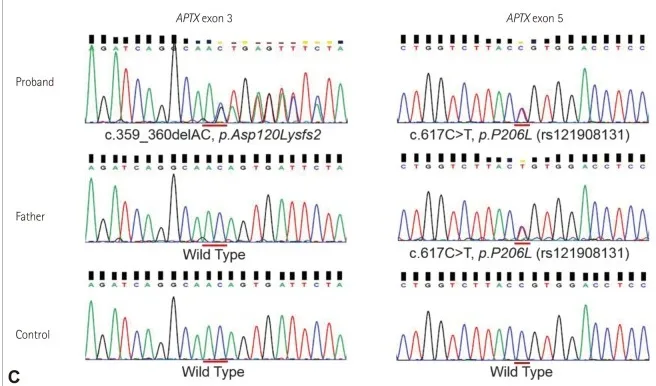 APTX exon 3
APTX exon 5
Proband
A G A T C A G G C A A C T G A G T T T C T A
c.359_360delAC, p.Asp120Lysfs2
C T G G T C T T A C C G T G G A C C T C C
c.617C>T, p.P206L (rs121908131)
Father
A G A T C A G G C A A C A G T G A T T C T A
Wild Type
C T G G T C T T A C T G T G G A C C T C C
c.617C>T, p.P206L (rs121908131)
Control
A G A T C A G G C A A C A G T G A T T C T A
Wild Type
C T G G T C T T A C C G T G G A C C T C C
Wild Type
C